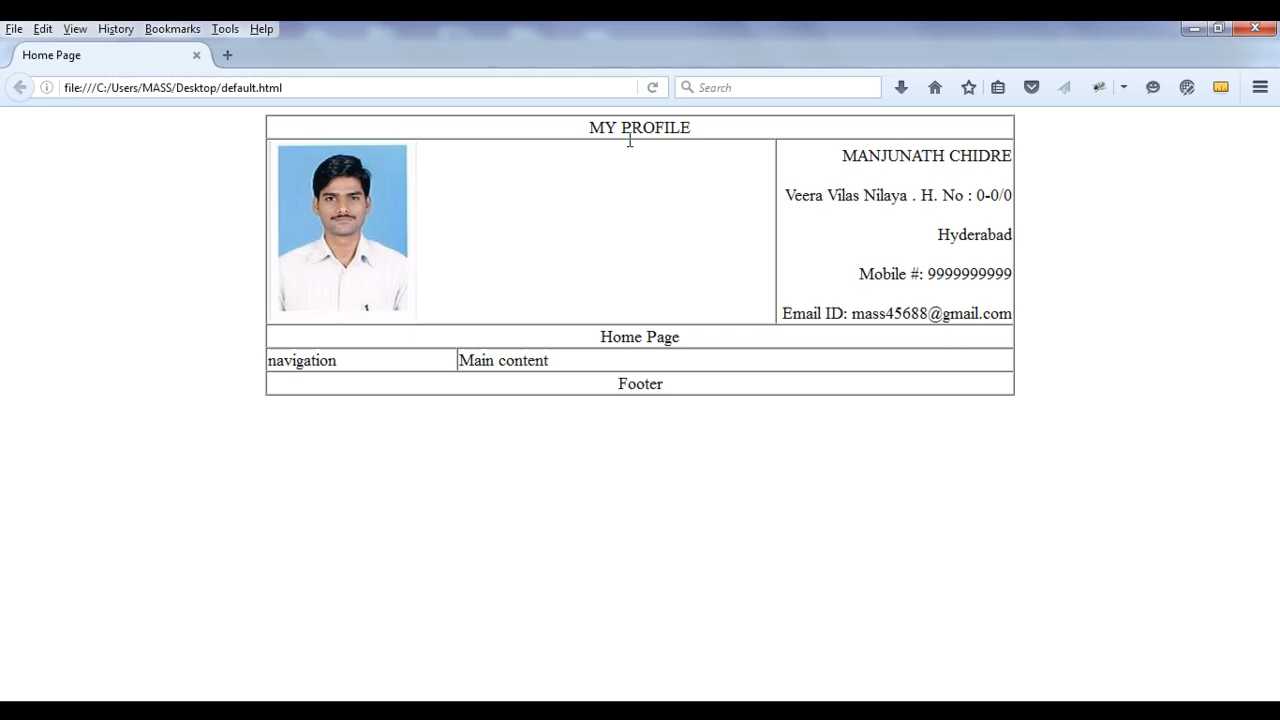 File Edit View History Bookmarks Tools Help
Home Page
file:///C:/Users/MASS/Desktop/default.html
Search
MY PROFILE
MANJUNATH CHIDRE
Veera Vilas Nilaya . H. No : 0-0/0
Hyderabad
Mobile #: 9999999999
Email ID: mass45688@gmail.com
Home Page
navigation Main content
Footer